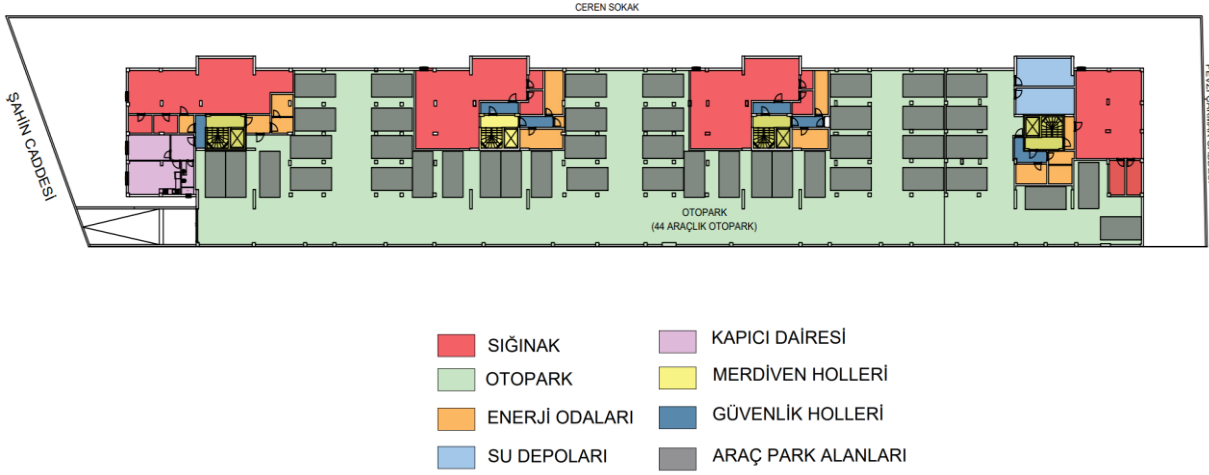 CEREN SOKAK
ŞAHİN CADDESİ
OTOPARK
(44 ARAÇLIK OTOPARK)
SIĞINAK
OTOPARK
ENERJİ ODALARI
SU DEPOLARI
KAPICI DAİRESİ
MERDİVEN HOLLERİ
GÜVENLİK HOLLERİ
ARAÇ PARK ALANLARI